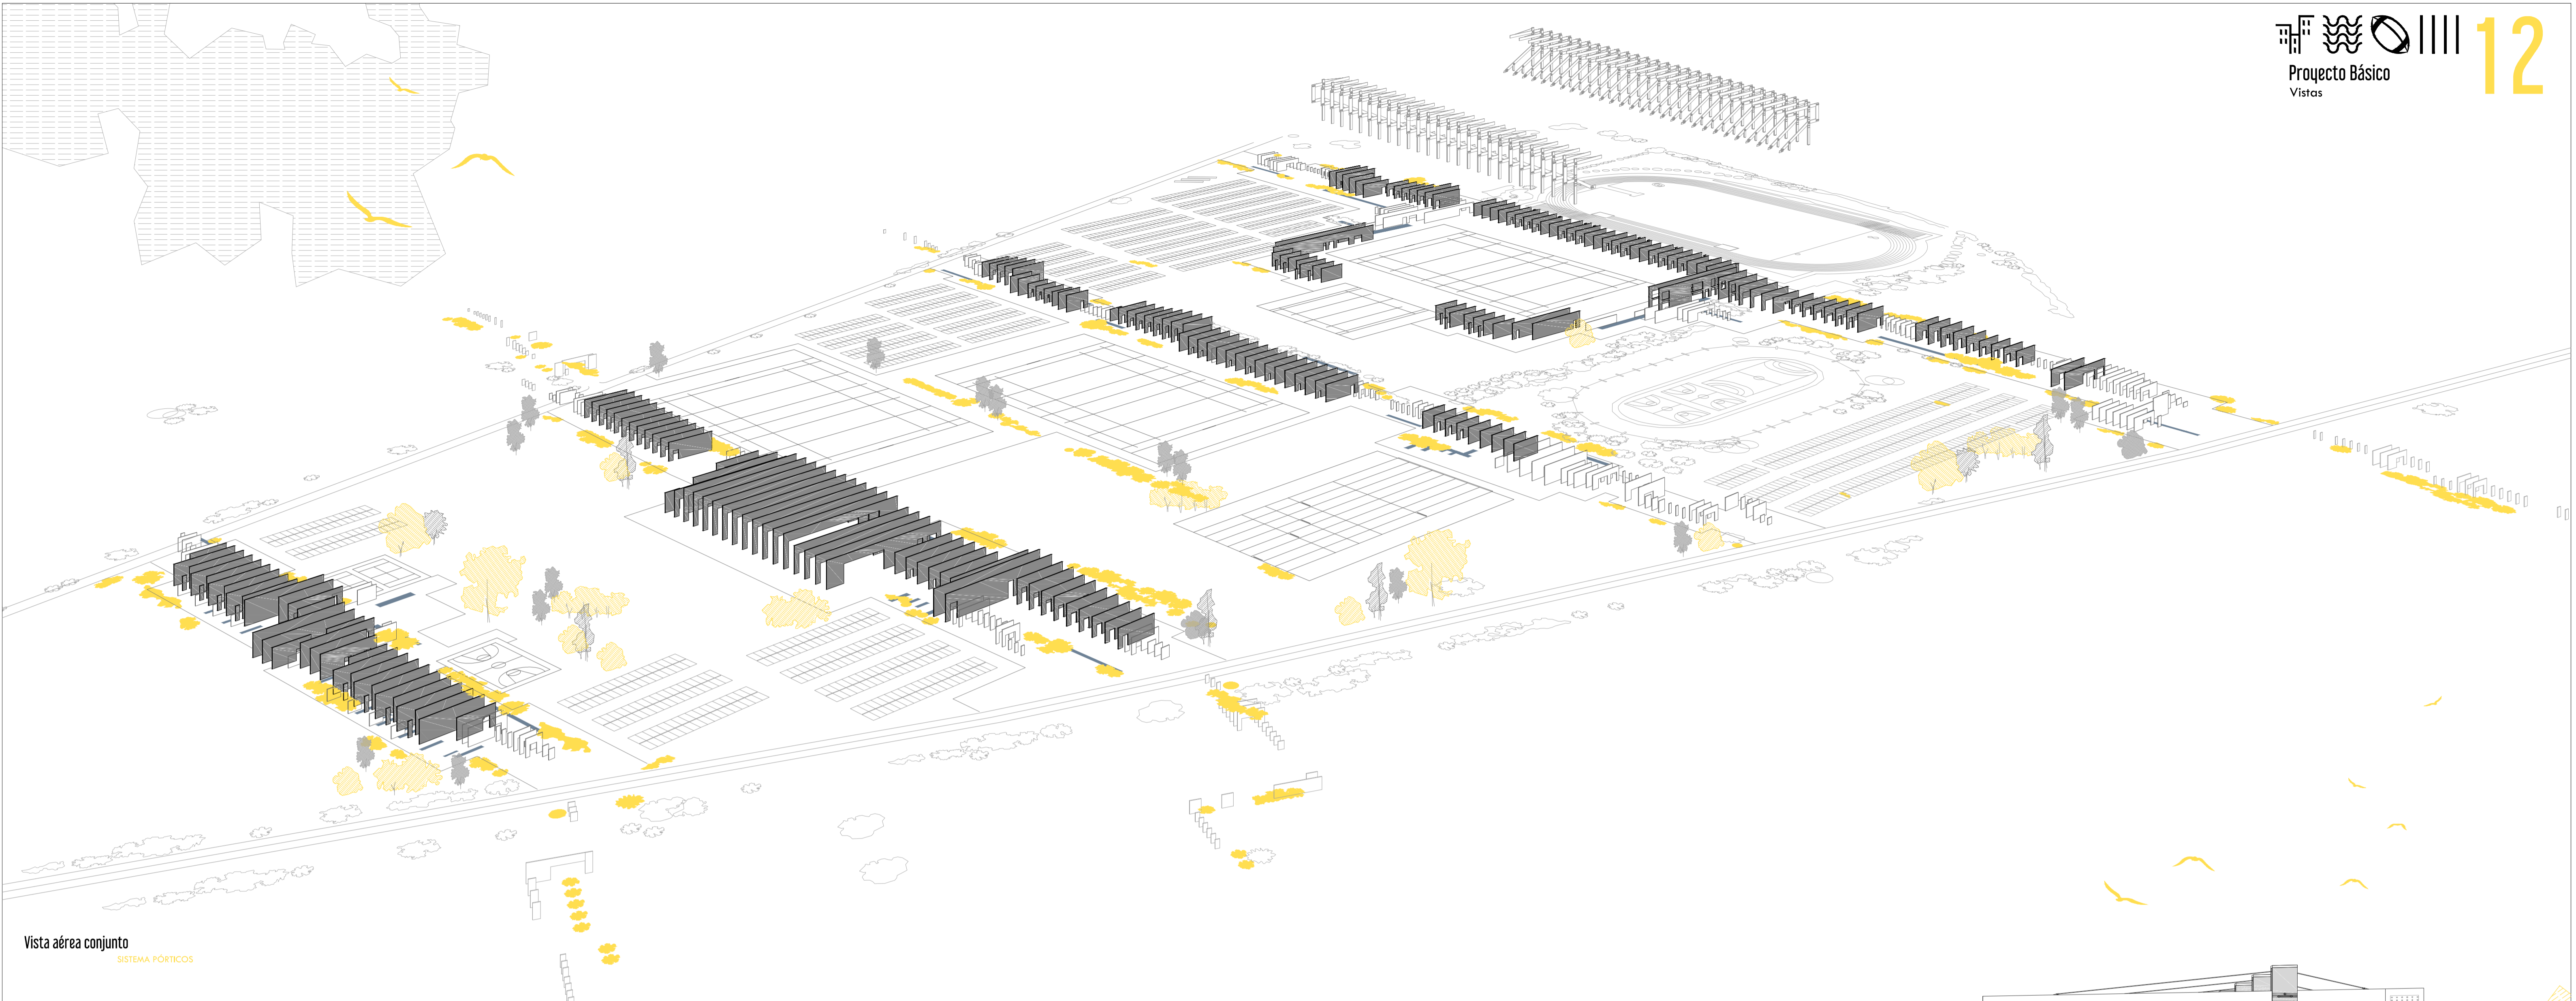 12
Proyecto Básico
Vistas
Vista aérea conjunto
SISTEMA PÓRTICOS